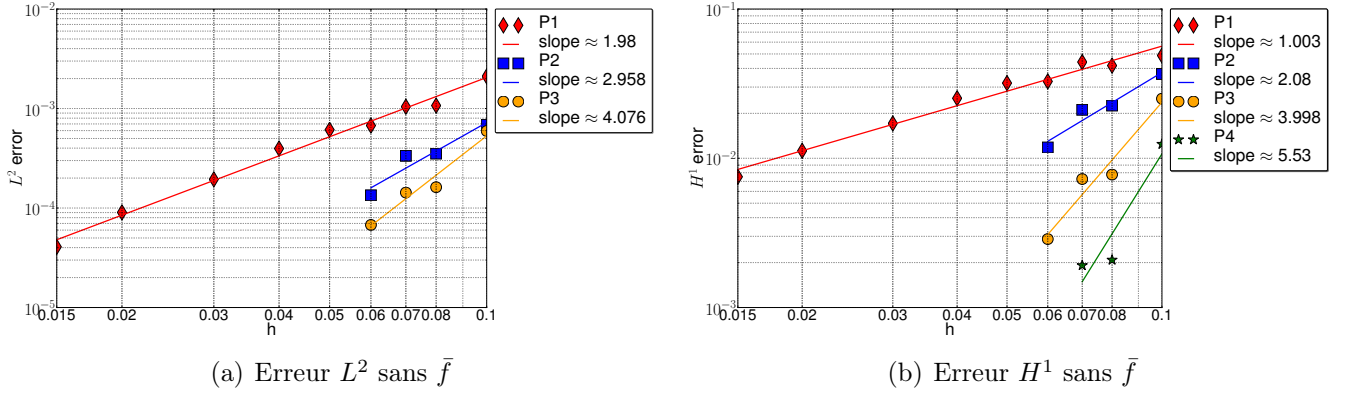 10⁻²
10⁻³
10⁻⁴
10⁻⁵
L² error
0.015 0.02 0.03 0.04 0.05 0.06 0.07 0.08 0.1
h
P1
slope ≈ 1.98
P2
slope ≈ 2.958
P3
slope ≈ 4.076
(a) Erreur L² sans f̄
10⁻¹
10⁻²
10⁻³
H¹ error
0.015 0.02 0.03 0.04 0.05 0.06 0.07 0.08 0.1
h
P1
slope ≈ 1.003
P2
slope ≈ 2.08
P3
slope ≈ 3.998
P4
slope ≈ 5.53
(b) Erreur H¹ sans f̄